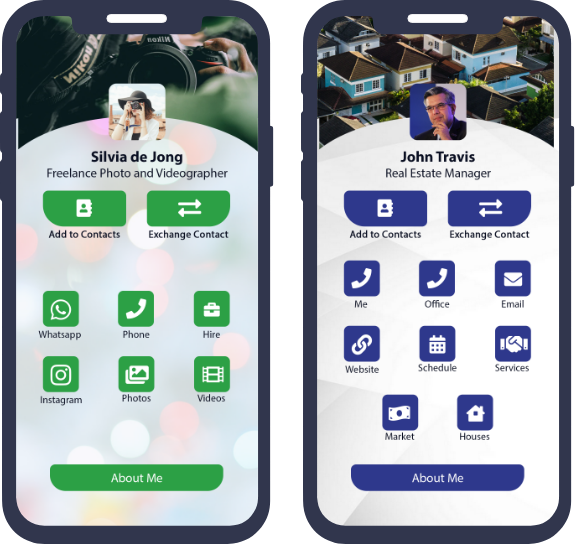 Nikon
Nikon
Silvia de Jong
Freelance Photo and Videographer
Add to Contacts
Exchange Contact
Whatsapp
Phone
Hire
Instagram
Photos
Videos
About Me
John Travis
Real Estate Manager
Add to Contacts
Exchange Contact
Me
Office
Email
Website
Schedule
Services
Market
Houses
About Me